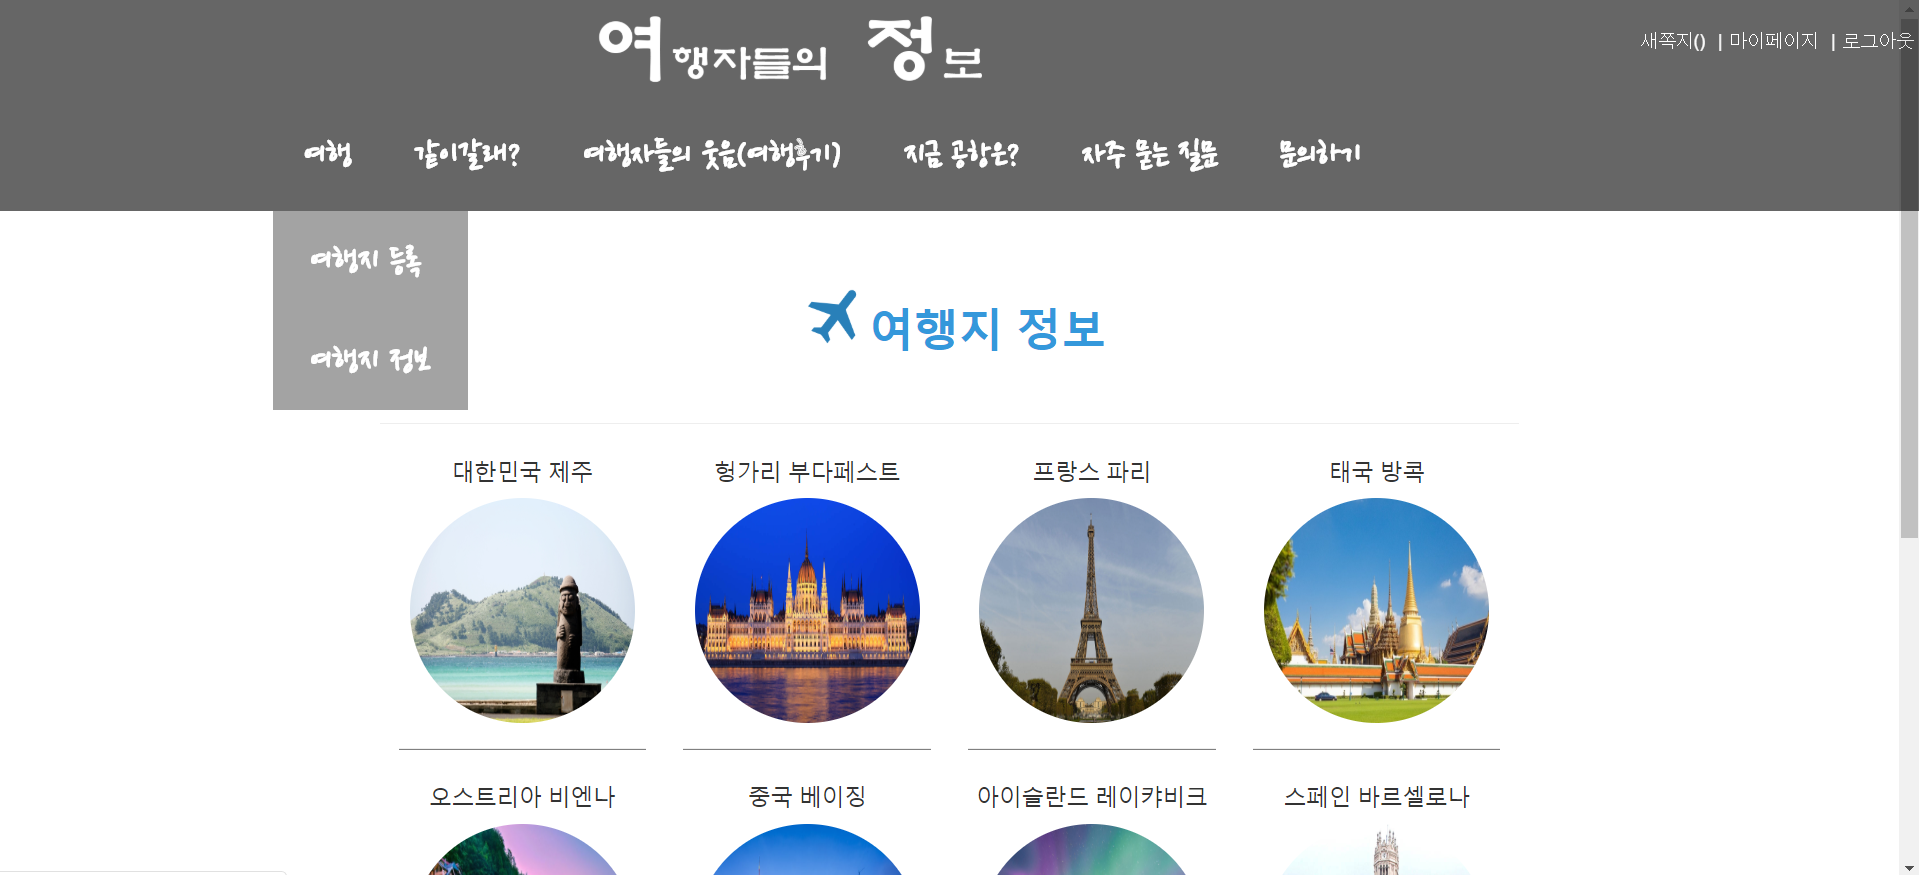 여행자들의 정보
새쪽지() | 마이페이지 | 로그아웃
여행 같이갈래? 여행자들의 웃음(여행후기) 지금 공항은? 자주 묻는 질문 문의하기
여행지 등록
여행지 정보
여행지 정보
대한민국 제주 헝가리 부다페스트 프랑스 파리 태국 방콕
오스트리아 비엔나 중국 베이징 아이슬란드 레이캬비크 스페인 바르셀로나